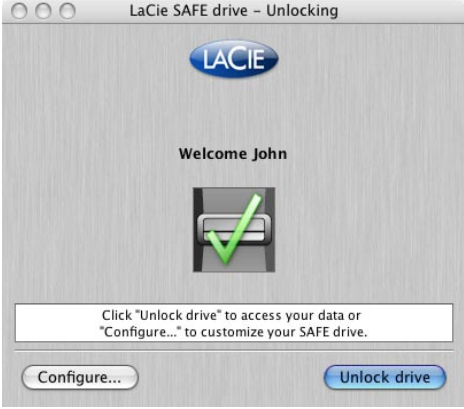 LaCie SAFE drive – Unlocking
LACIE
Welcome John
Click "Unlock drive" to access your data or
"Configure..." to customize your SAFE drive.
Configure...
Unlock drive